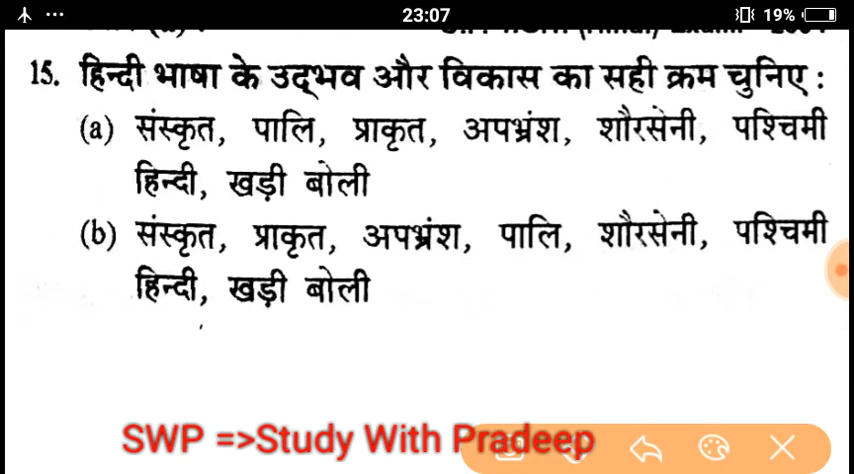 23:07
19%
15. हिन्दी भाषा के उद्भव और विकास का सही क्रम चुनिए :
(a) संस्कृत, पालि, प्राकृत, अपभ्रंश, शौरसेनी, पश्चिमी
हिन्दी, खड़ी बोली
(b) संस्कृत, प्राकृत, अपभ्रंश, पालि, शौरसेनी, पश्चिमी
हिन्दी, खड़ी बोली
SWP =>Study With Pradeep